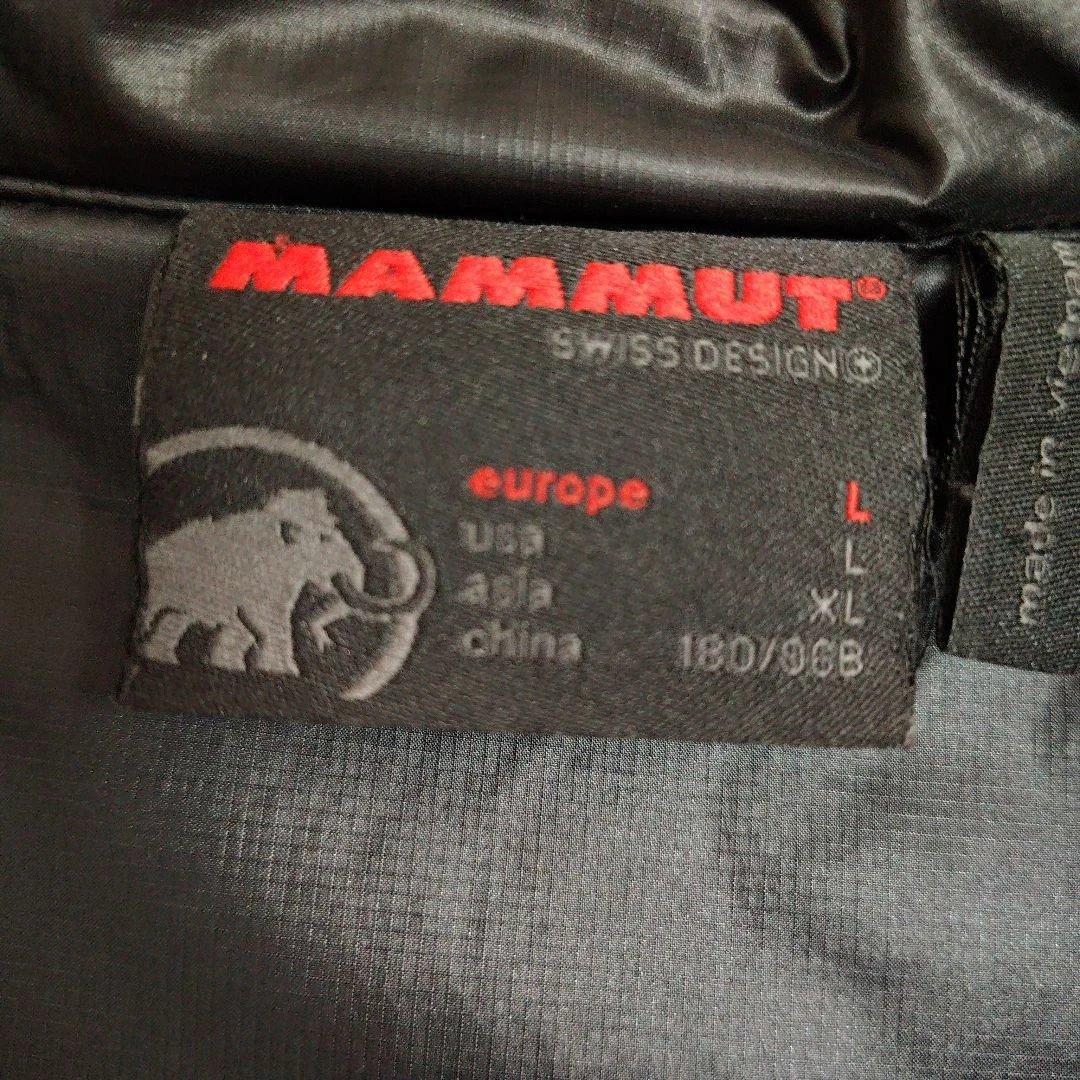 MAMMUT®
SWISS DESIGN
europe L
usa L
asia XL
china 180/96B
made in vietnam